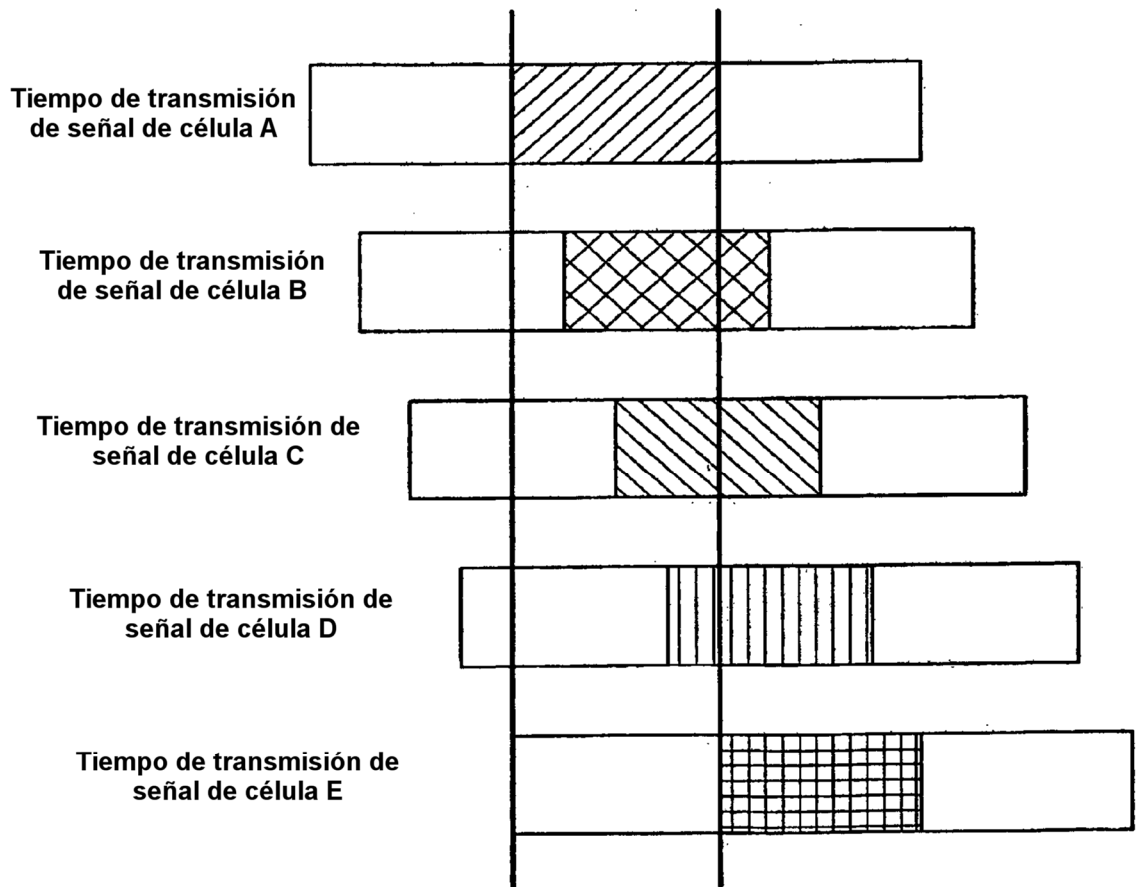 Tiempo de transmisión
de señal de célula A
Tiempo de transmisión
de señal de célula B
Tiempo de transmisión de
señal de célula C
Tiempo de transmisión de
señal de célula D
Tiempo de transmisión de
señal de célula E